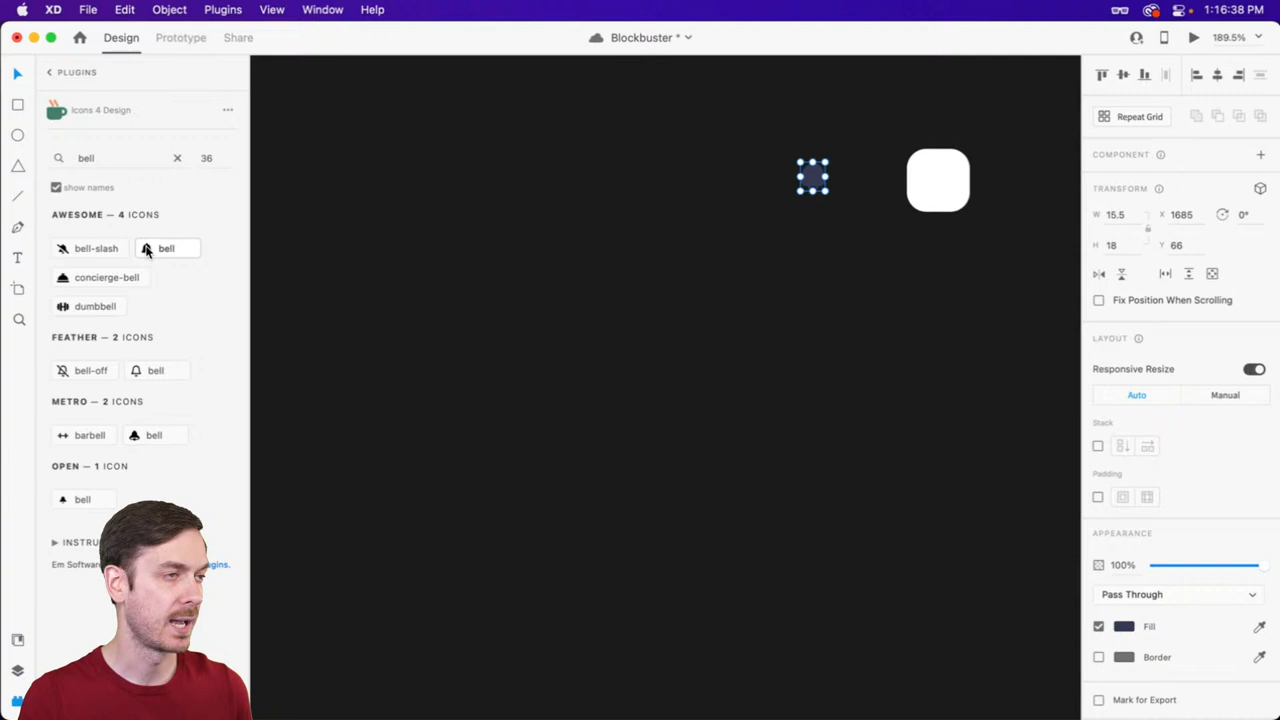 XD File Edit Object Plugins View Window Help 1:16:38 PM
Design Prototype Share Blockbuster * 189.5%
PLUGINS
Icons 4 Design ...
bell 36
show names
AWESOME — 4 ICONS
bell-slash bell
concierge-bell
dumbbell
FEATHER — 2 ICONS
bell-off bell
METRO — 2 ICONS
barbell bell
OPEN — 1 ICON
bell
Em Softwar
Repeat Grid
COMPONENT
TRANSFORM
W 15.5 X 1685 0°
H 18 Y 66
Fix Position When Scrolling
LAYOUT
Responsive Resize
Auto Manual
Stack
Padding
APPEARANCE
100%
Pass Through
Fill
Border
Mark for Export